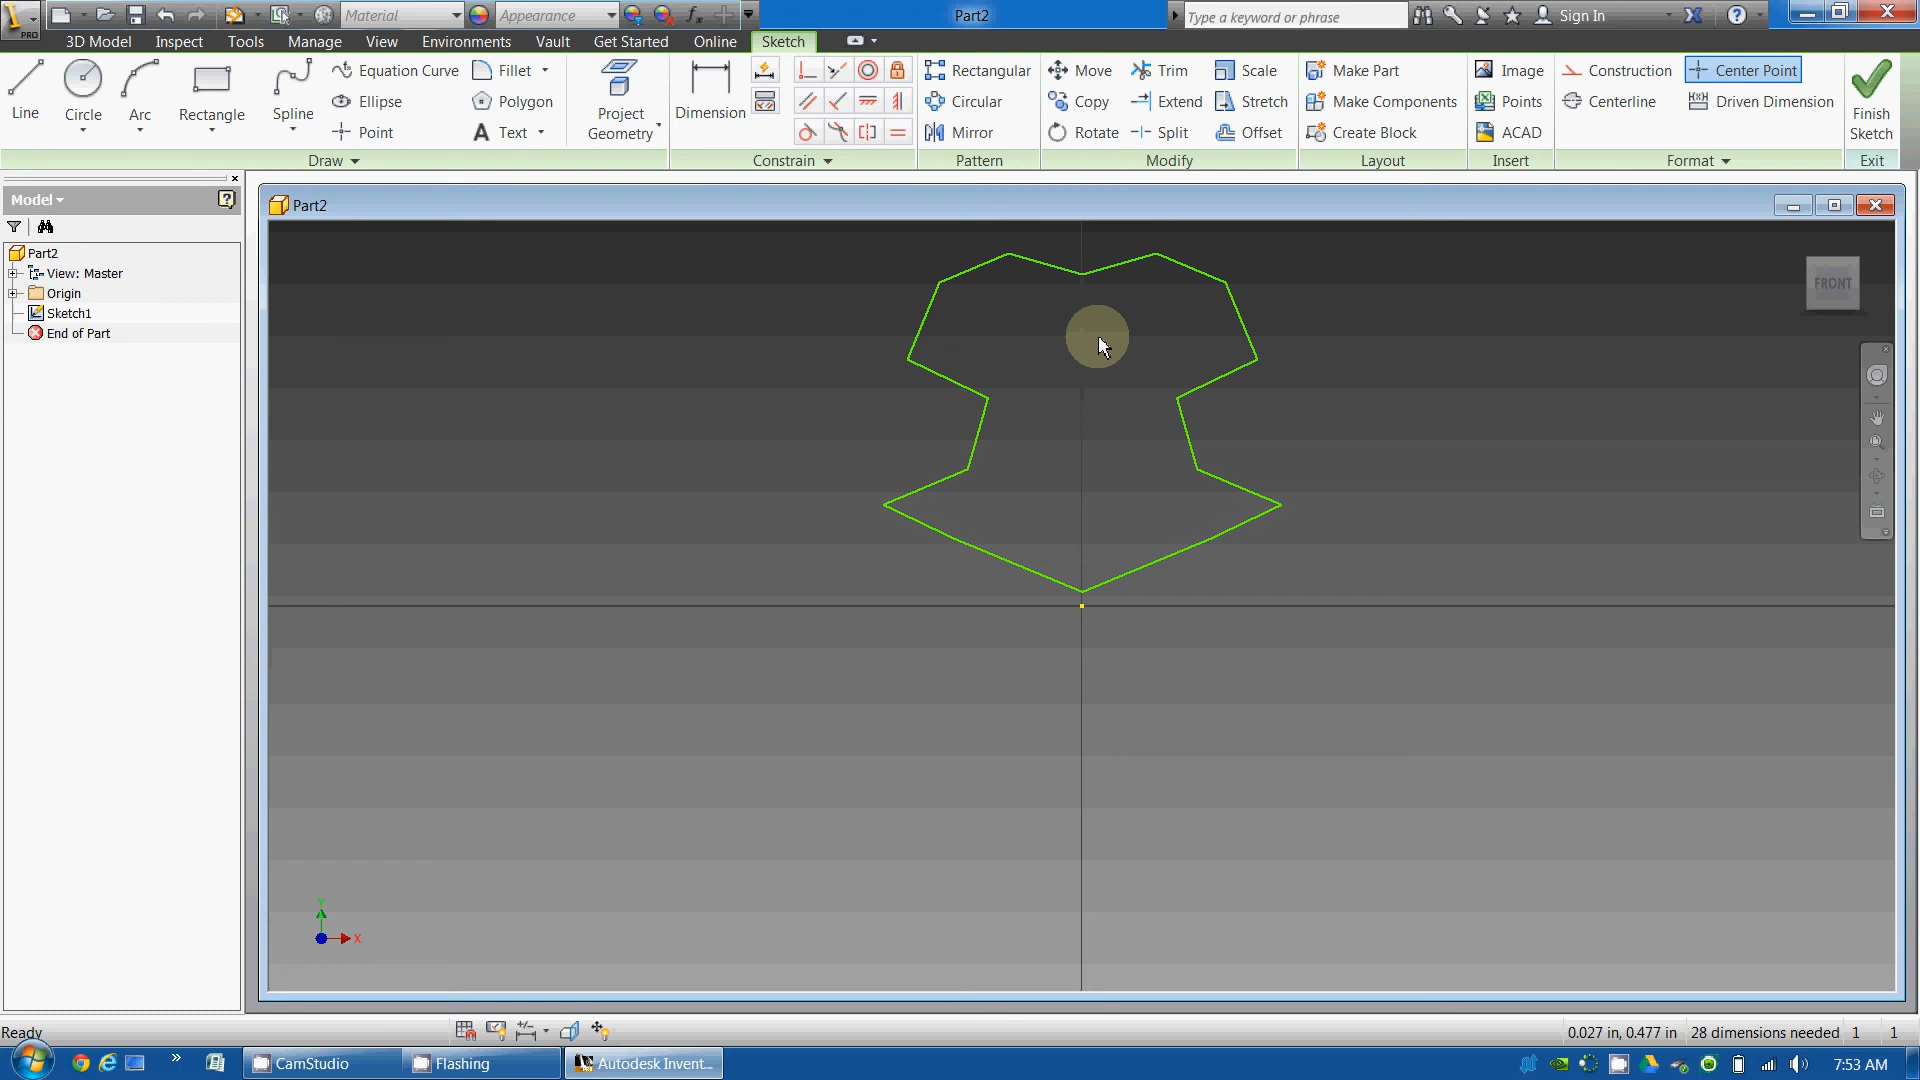 PRO
Material
Appearance
Part2
Type a keyword or phrase
Sign In
3D Model
Inspect
Tools
Manage
View
Environments
Vault
Get Started
Online
Sketch
Line
Circle
Arc
Rectangle
Spline
Equation Curve
Ellipse
Point
Fillet
Polygon
A Text
Project Geometry
Dimension
Rectangular
Circular
Mirror
Move
Copy
Rotate
Trim
Extend
Split
Scale
Stretch
Offset
Make Part
Make Components
Create Block
Image
Points
ACAD
Construction
Centerline
Center Point
Driven Dimension
Finish Sketch
Draw
Constrain
Pattern
Modify
Layout
Insert
Format
Exit
Model
Part2
View: Master
Origin
Sketch1
End of Part
Part2
FRONT
Y
X
Ready
0.027 in, 0.477 in
28 dimensions needed
1
1
CamStudio
Flashing
Autodesk Invent...
7:53 AM